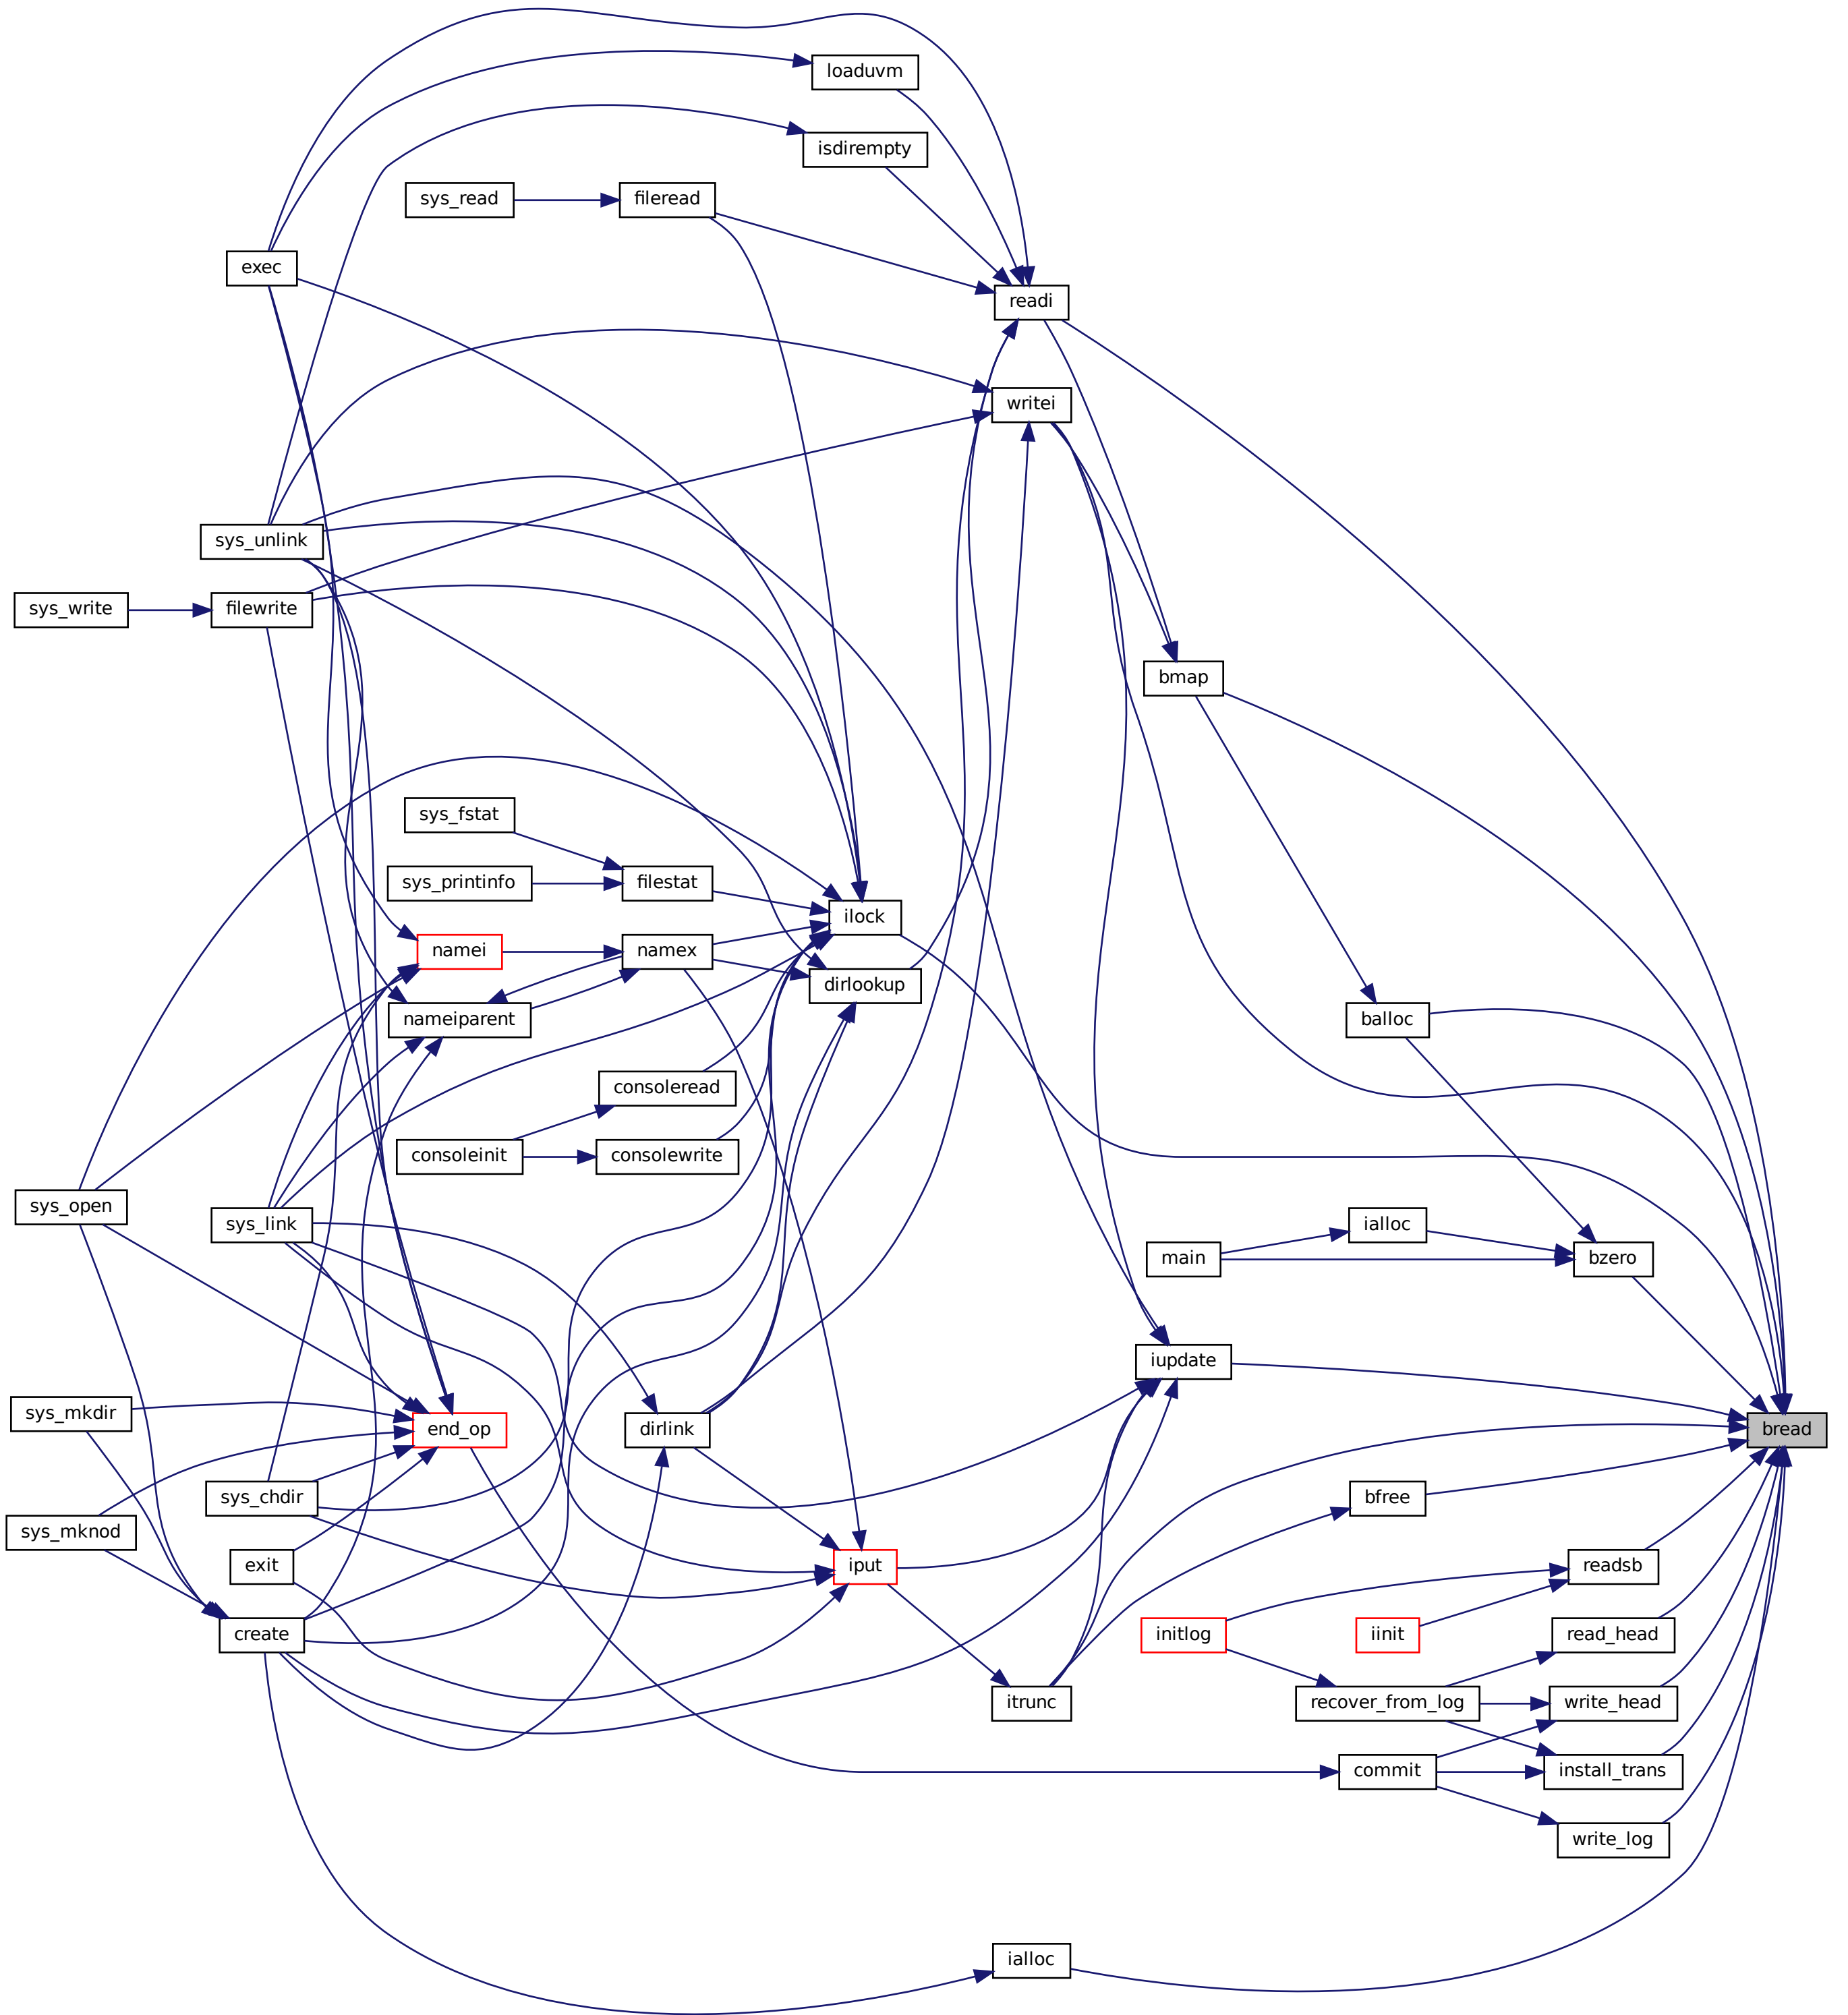 loaduvm
isdirempty
sys_read
fileread
exec
readi
writei
sys_unlink
sys_write
filewrite
bmap
sys_fstat
sys_printinfo
filestat
ilock
namei
namex
dirlookup
nameiparent
balloc
consoleread
consoleinit
consolewrite
sys_open
sys_link
ialloc
main
bzero
iupdate
sys_mkdir
end_op
dirlink
bread
sys_chdir
bfree
sys_mknod
exit
iput
readsb
create
initlog
iinit
read_head
itrunc
recover_from_log
write_head
commit
install_trans
write_log
ialloc